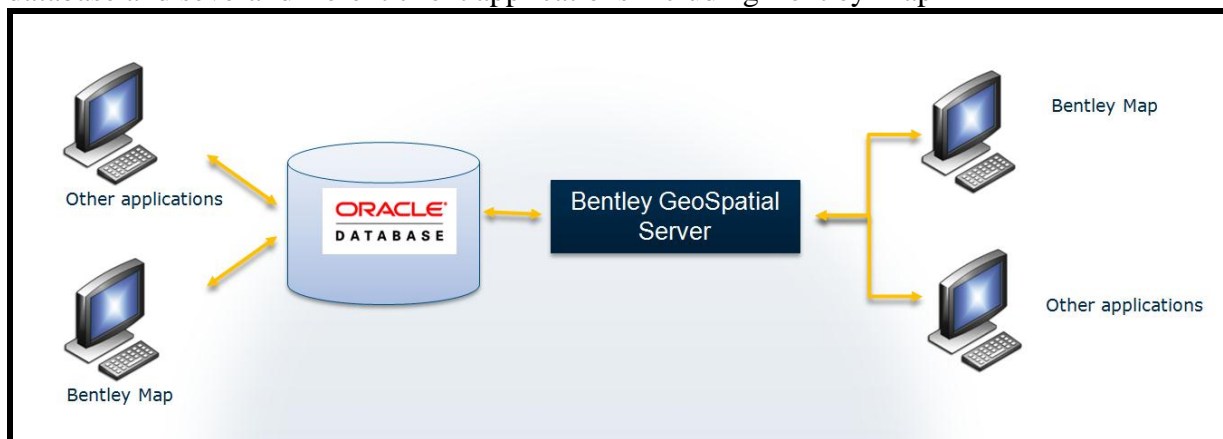 Other applications
Bentley Map
ORACLE
DATABASE
Bentley GeoSpatial
Server
Bentley Map
Other applications